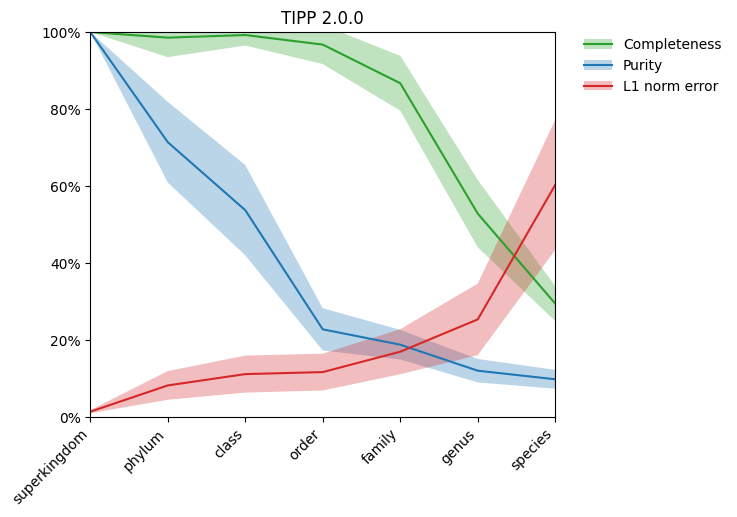 TIPP 2.0.0
100%
80%
60%
40%
20%
0%
superkingdom
phylum
class
order
family
genus
species
Completeness
Purity
L1 norm error